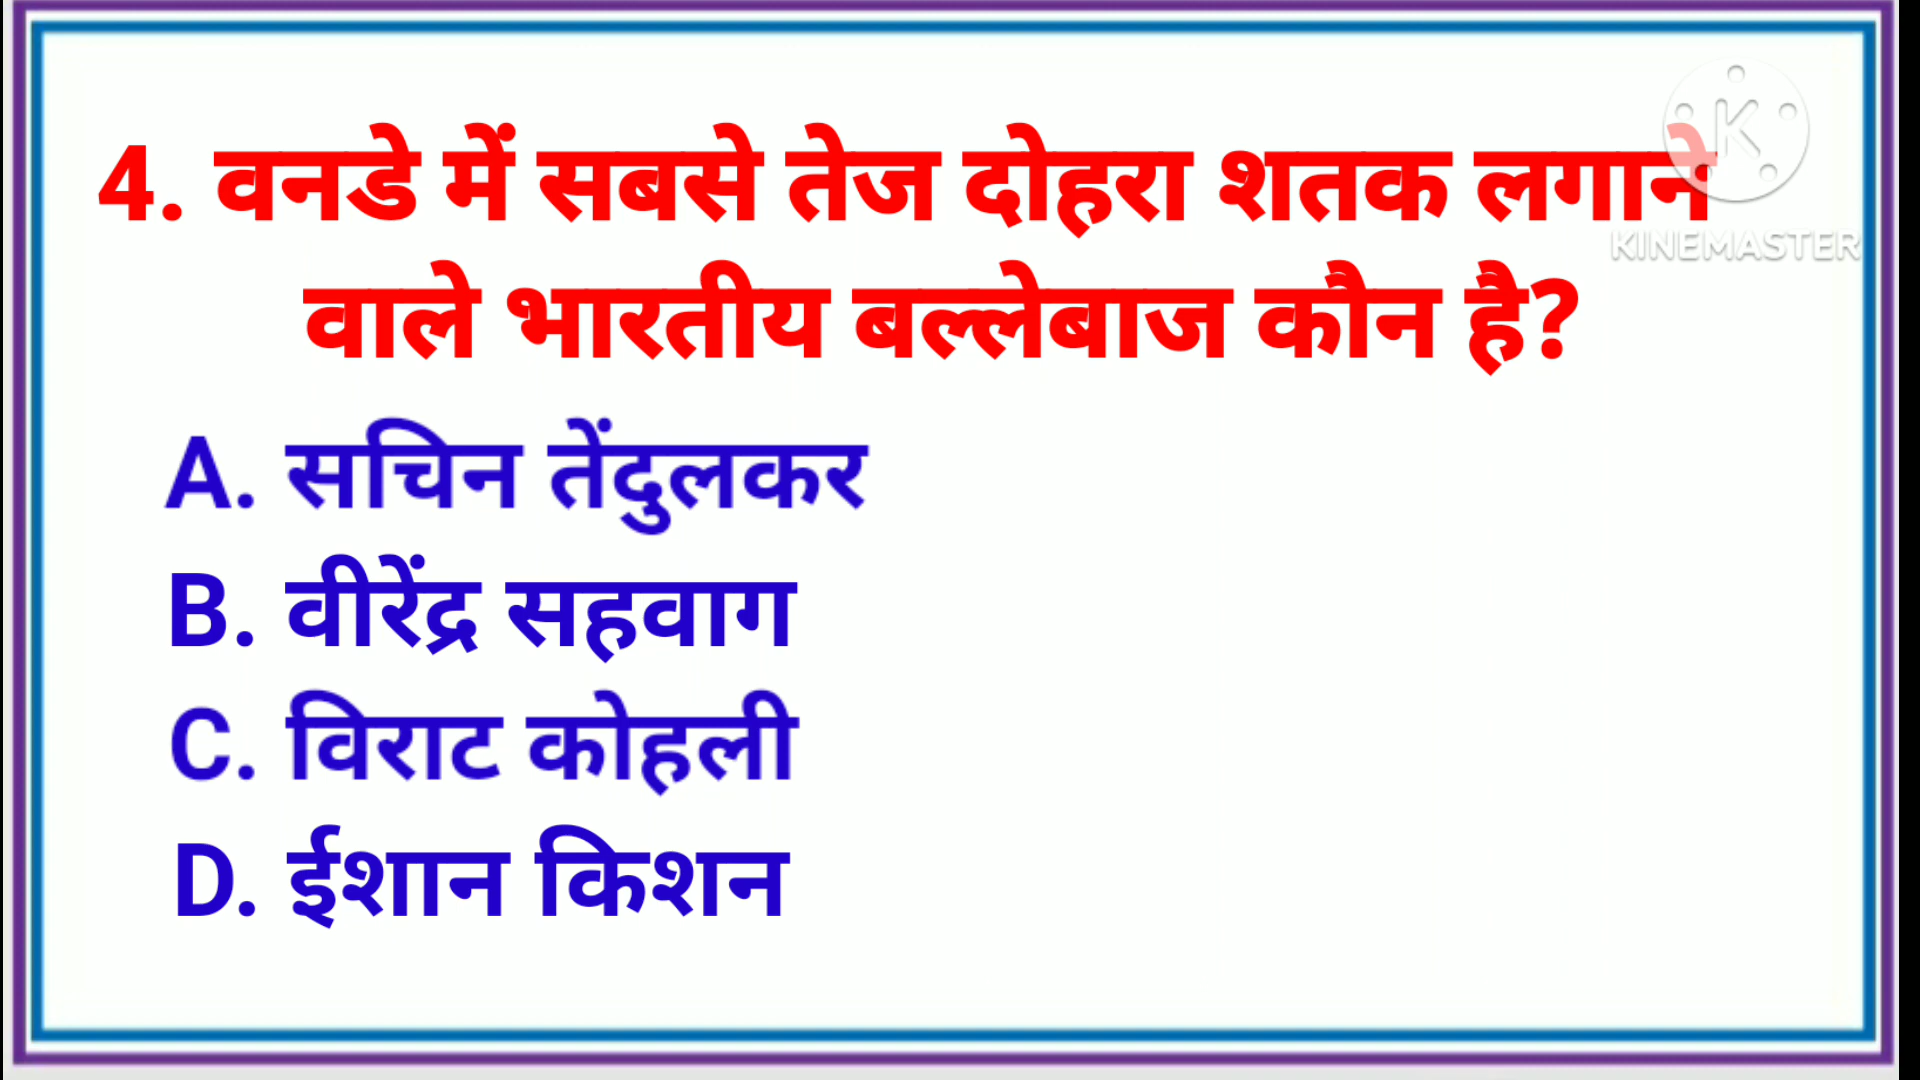 4. वनडे में सबसे तेज दोहरा शतक लगाने
वाले भारतीय बल्लेबाज कौन है?
A. सचिन तेंदुलकर
B. वीरेंद्र सहवाग
C. विराट कोहली
D. ईशान किशन
K
KINEMASTER